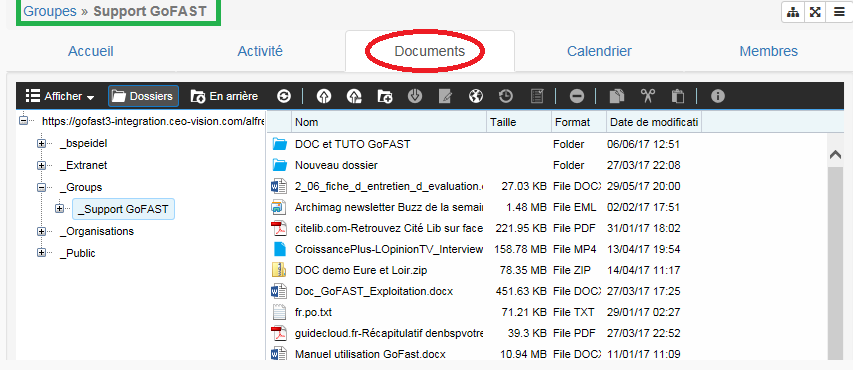 Groupes » Support GoFAST
Accueil Activité Documents Calendrier Membres
Afficher Dossiers En arrière
https://gofast3-integration.ceo-vision.com/alfre
_bspeidel
_Extranet
_Groups
_Support GoFAST
_Organisations
_Public
Nom Taille Format Date de modificati
DOC et TUTO GoFAST Folder 06/06/17 12:51
Nouveau dossier Folder 27/03/17 22:08
2_06_fiche_d_entretien_d_evaluation. 27.03 KB File DOCX 29/05/17 20:00
Archimag newsletter Buzz de la semai 1.48 MB File EML 02/02/17 17:51
citelib.com-Retrouvez Cité Lib sur face 221.95 KB File PDF 31/01/17 18:02
CroissancePlus-LOpinionTV_Interview 158.78 MB File MP4 13/04/17 19:54
DOC demo Eure et Loir.zip 78.35 MB File ZIP 14/04/17 11:17
Doc_GoFAST_Exploitation.docx 451.63 KB File DOCX 27/03/17 17:25
fr.po.txt 71.21 KB File TXT 29/01/17 02:27
guidecloud.fr-Récapitulatif denbspvotre 39.3 KB File PDF 27/03/17 22:52
Manuel utilisation GoFast.docx 10.94 MB File DOCX 11/01/17 11:09